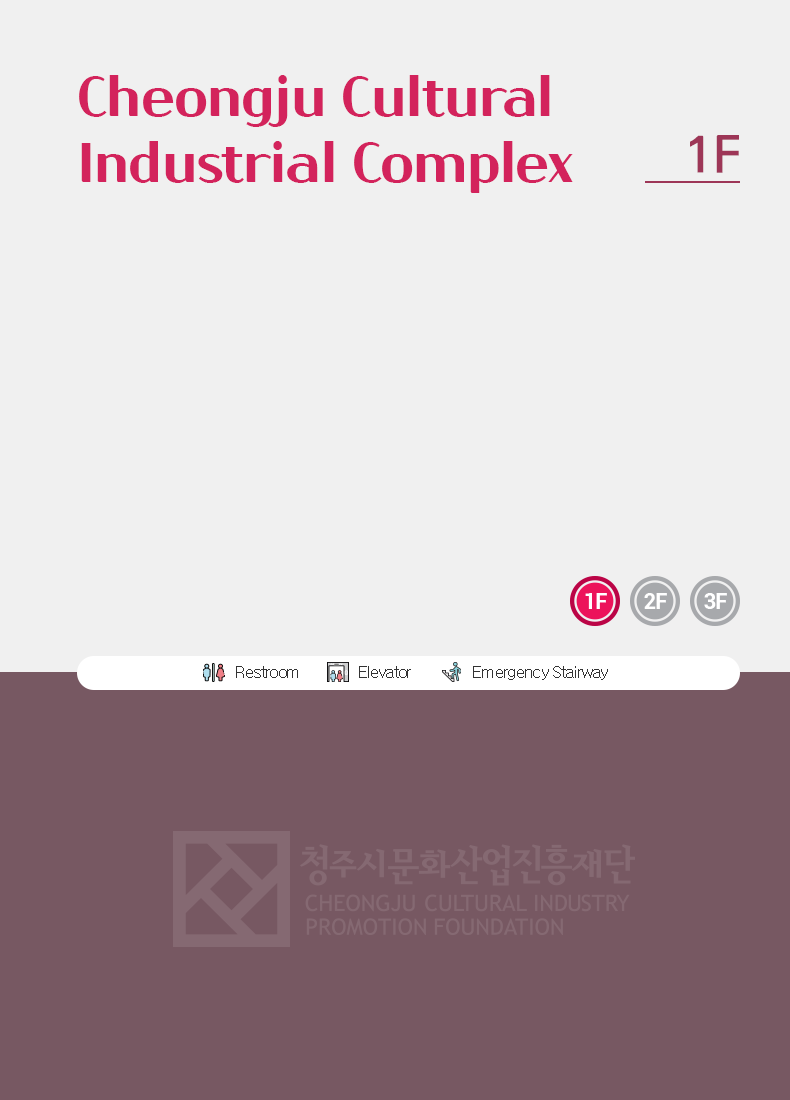 Cheongju Cultural
Industrial Complex
1F
1F 2F 3F
Restroom Elevator Emergency Stairway
청주시문화산업진흥재단
CHEONGJU CULTURAL INDUSTRY
PROMOTION FOUNDATION